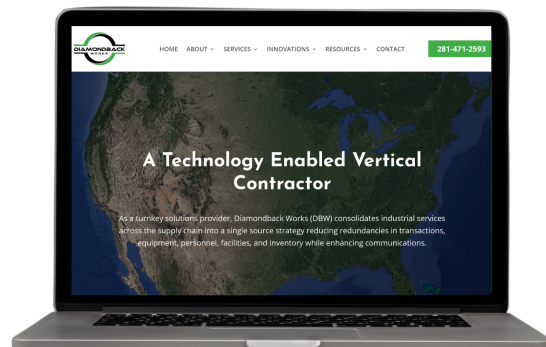 DIAMONDBACK
WORKS
HOME ABOUT SERVICES INNOVATIONS RESOURCES CONTACT
281-471-2593
A Technology Enabled Vertical
Contractor
As a turnkey solutions provider, Diamondback Works (DBW) consolidates industrial services
across the supply chain into a single source strategy reducing redundancies in transactions,
equipment, personnel, facilities, and inventory while enhancing communications.